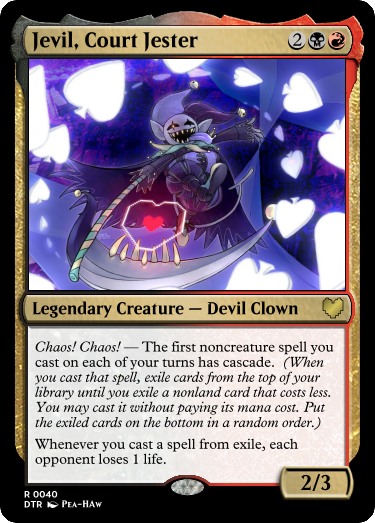 Jevil, Court Jester 2
Legendary Creature — Devil Clown
Chaos! Chaos! — The first noncreature spell you
cast on each of your turns has cascade. (When
you cast that spell, exile cards from the top of your
library until you exile a nonland card that costs less.
You may cast it without paying its mana cost. Put
the exiled cards on the bottom in a random order.)
Whenever you cast a spell from exile, each
opponent loses 1 life.
2/3
R 0040
DTR Pea-HAw